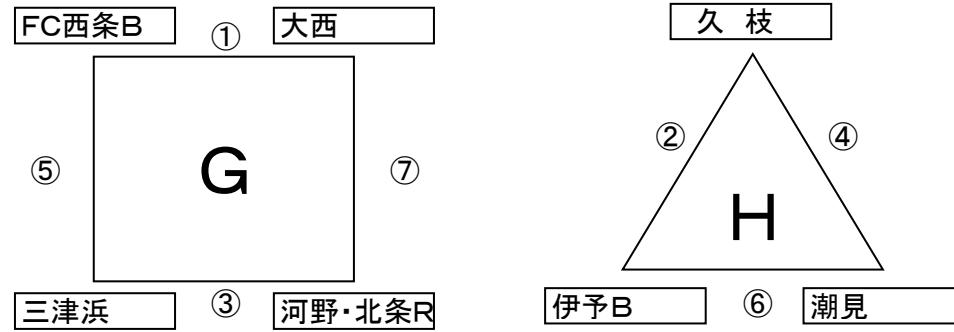 FC西条B
①
大西
⑤
G
⑦
三津浜
③
河野・北条R
久 枝
②
④
H
伊予B
⑥
潮見